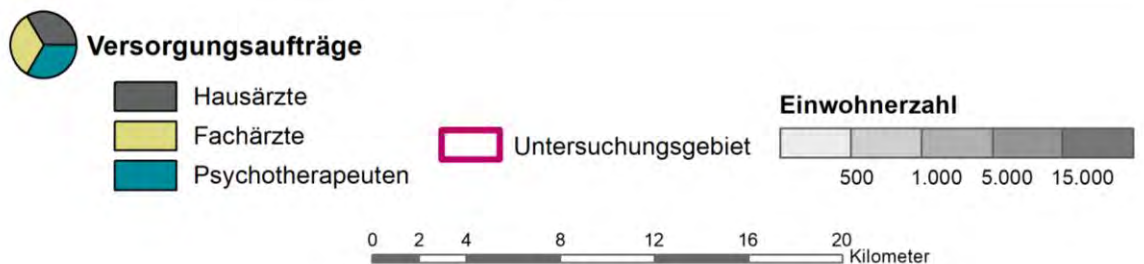 Versorgungsaufträge
Hausärzte
Fachärzte
Psychotherapeuten
Untersuchungsgebiet
Einwohnerzahl
500 1.000 5.000 15.000
0 2 4 8 12 16 20
Kilometer